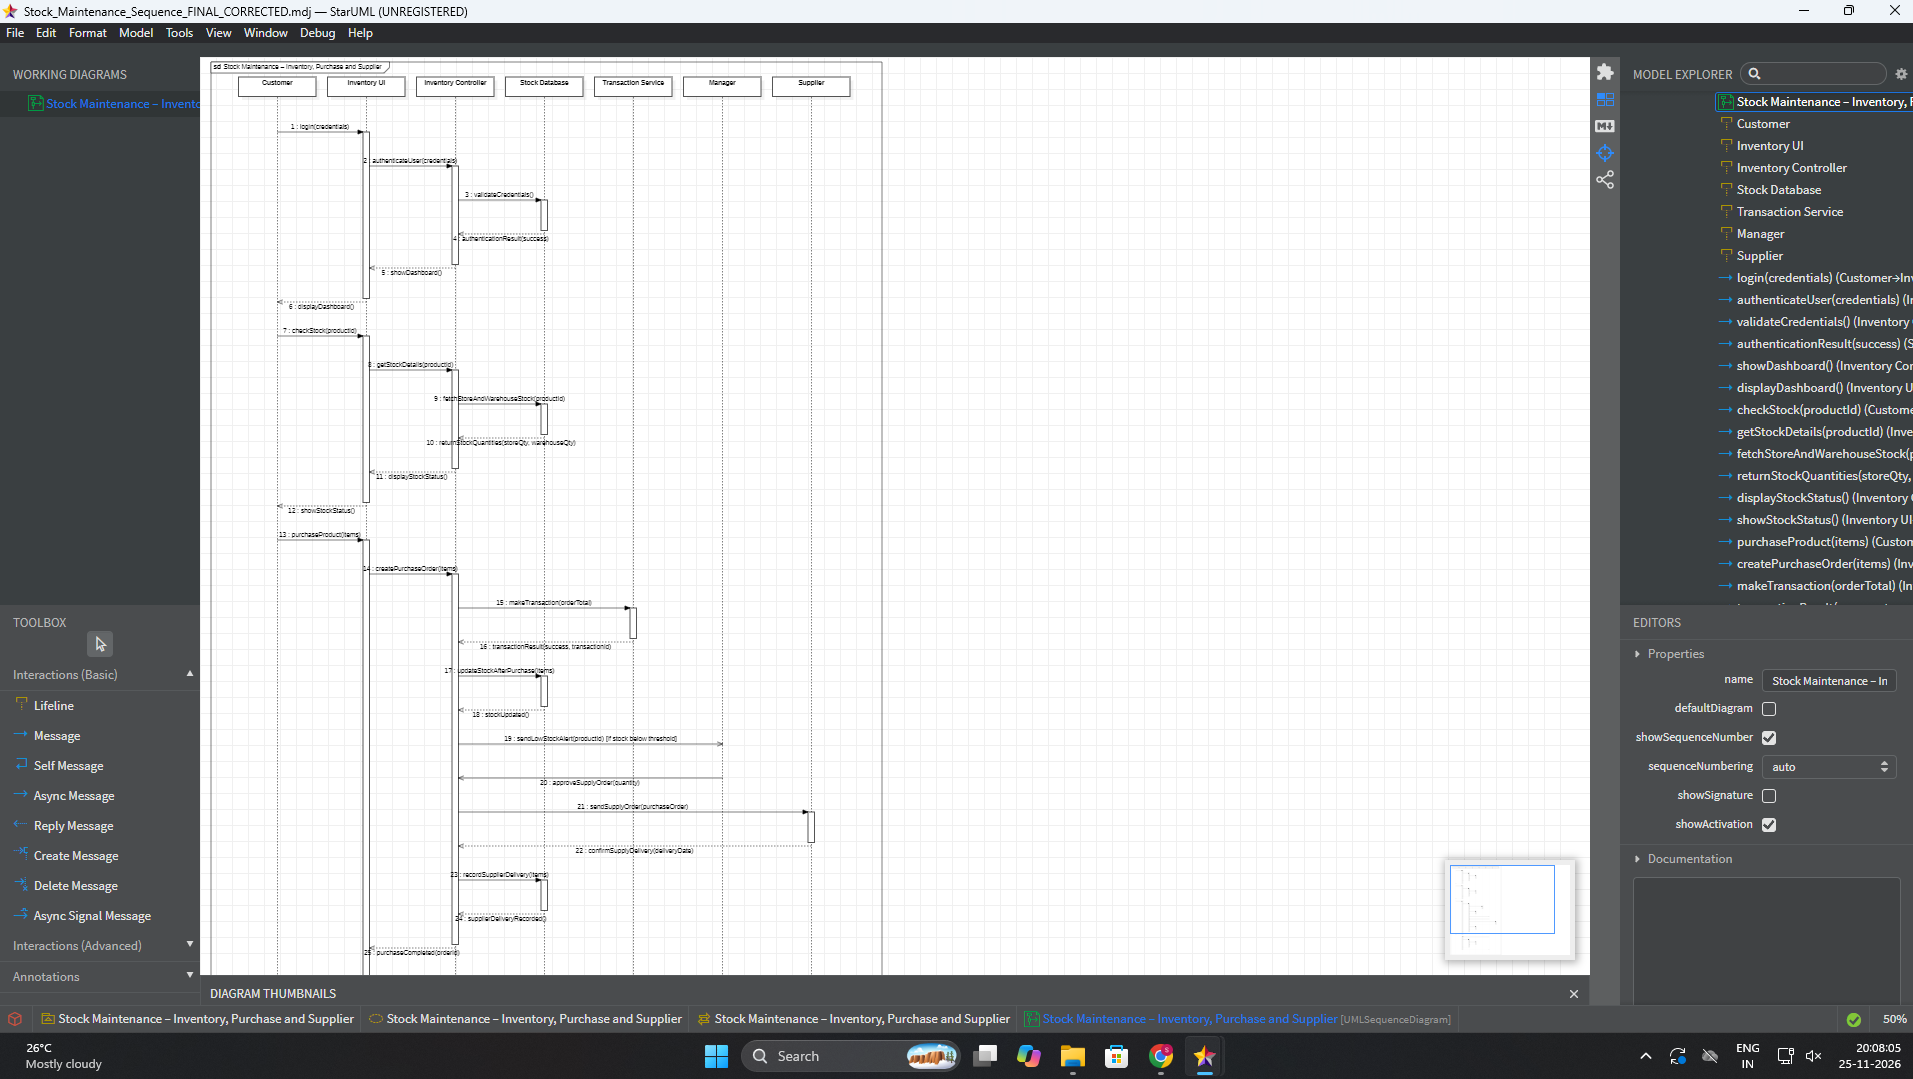 Stock_Maintenance_Sequence_FINAL_CORRECTED.mdj — StarUML (UNREGISTERED)
File Edit Format Model Tools View Window Debug Help
WORKING DIAGRAMS
Stock Maintenance – Invento
TOOLBOX
Interactions (Basic)
Lifeline
Message
Self Message
Async Message
Reply Message
Create Message
Delete Message
Async Signal Message
Interactions (Advanced)
Annotations
sd Stock Maintenance – Inventory, Purchase and Supplier
Customer Inventory UI Inventory Controller Stock Database Transaction Service Manager Supplier
1 : login(credentials)
2 : authenticateUser(credentials)
3 : validateCredentials()
4 : authenticationResult(success)
5 : showDashboard()
6 : displayDashboard()
7 : checkStock(productId)
8 : getStockDetails(productId)
9 : fetchStoreAndWarehouseStock(productId)
10 : returnStockQuantities(storeQty, warehouseQty)
11 : displayStockStatus()
12 : showStockStatus()
13 : purchaseProduct(items)
14 : createPurchaseOrder(items)
15 : makeTransaction(orderTotal)
16 : transactionResult(success, transactionId)
17 : updateStockAfterPurchase(items)
18 : stockUpdated()
19 : sendLowStockAlert(productId) [if stock below threshold]
20 : approveSupplyOrder(quantity)
21 : sendSupplyOrder(purchaseOrder)
22 : confirmSupplyDelivery(deliveryDate)
23 : recordSupplierDelivery(items)
24 : supplierDeliveryRecorded()
25 : purchaseCompleted(orderId)
MODEL EXPLORER
Stock Maintenance – Inventory, P
Customer
Inventory UI
Inventory Controller
Stock Database
Transaction Service
Manager
Supplier
login(credentials) (Customer→Inv
authenticateUser(credentials) (In
validateCredentials() (Inventory
authenticationResult(success) (S
showDashboard() (Inventory Con
displayDashboard() (Inventory U
checkStock(productId) (Custome
getStockDetails(productId) (Inve
fetchStoreAndWarehouseStock(p
returnStockQuantities(storeQty,
displayStockStatus() (Inventory C
showStockStatus() (Inventory UI
purchaseProduct(items) (Custom
createPurchaseOrder(items) (Inv
makeTransaction(orderTotal) (In
EDITORS
Properties
name Stock Maintenance – In
defaultDiagram
showSequenceNumber
sequenceNumbering auto
showSignature
showActivation
Documentation
DIAGRAM THUMBNAILS
Stock Maintenance – Inventory, Purchase and Supplier Stock Maintenance – Inventory, Purchase and Supplier Stock Maintenance – Inventory, Purchase and Supplier Stock Maintenance – Inventory, Purchase and Supplier [UMLSequenceDiagram] 50%
26°C
Mostly cloudy
Search
ENG
IN
20:08:05
25-11-2026